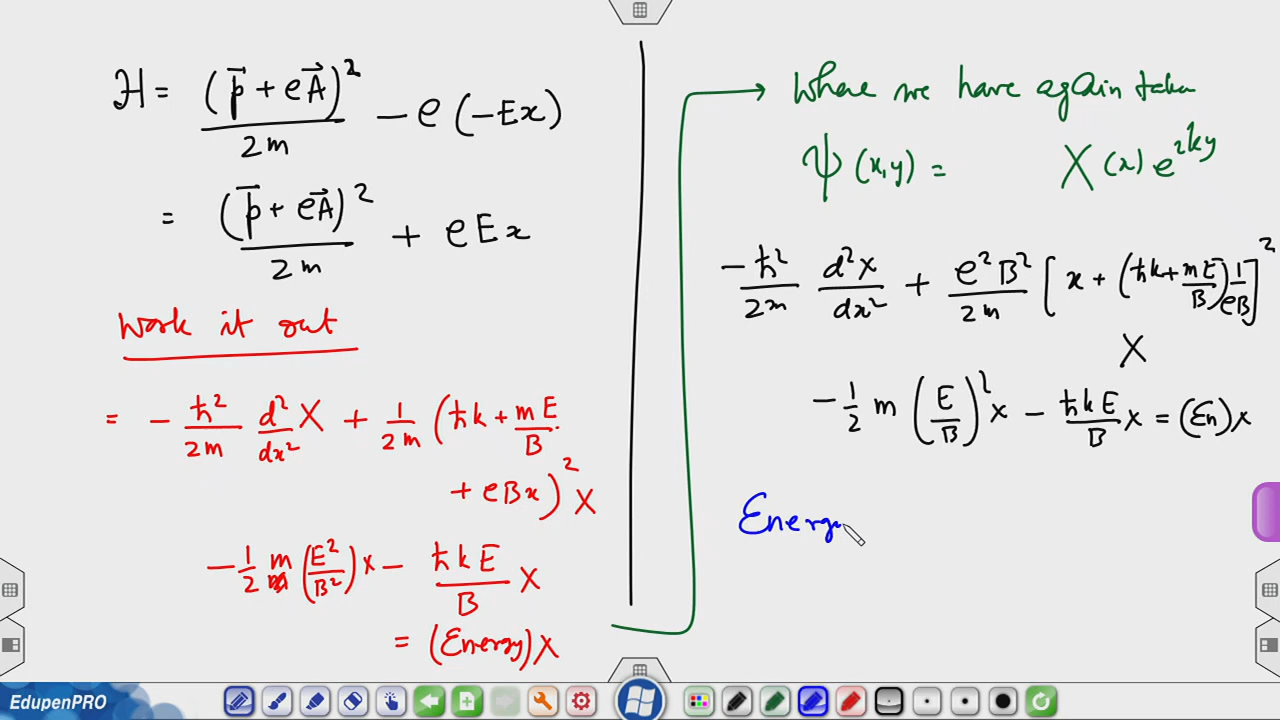 H = (p⃗ + eA⃗)² / 2m − e(−Ex)
= (p⃗ + eA⃗)² / 2m + eEx
Work it out
= − ħ²/2m d²/dx² X + 1/2m (ħk + mE/B
+ eBx)² X
− 1/2 m (E²/B²) X − ħkE/B X
= (Energy) X
Where we have again taken
ψ(x,y) = X(x) e^{iky}
−ħ²/2m d²X/dx² + e²B²/2m [x + (ħk + mE/B) 1/eB]²
X
− 1/2 m (E/B)² X − ħkE/B X = (En) X
Energy
EdupenPRO